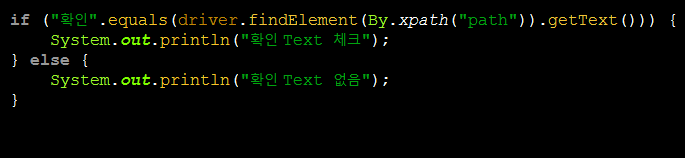 if ("확인".equals(driver.findElement(By.xpath("path")).getText())) {
    System.out.println("확인 Text 체크");
} else {
    System.out.println("확인 Text 없음");
}